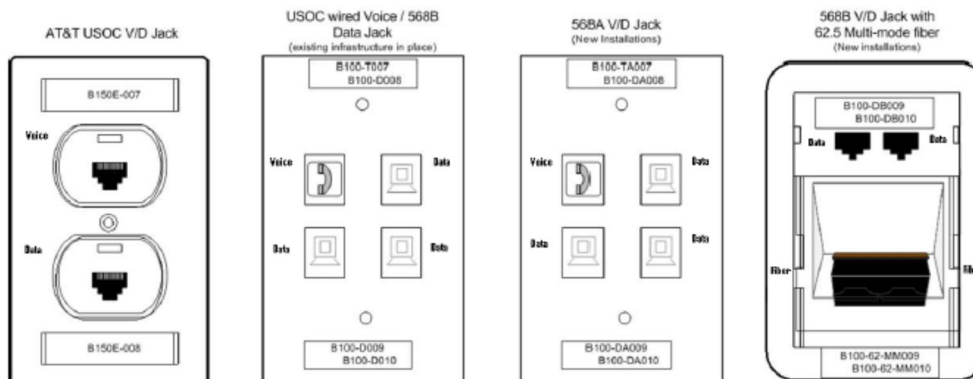 AT&T USOC V/D Jack
B150E-007
Voice
Data
B150E-008
USOC wired Voice / 568B
Data Jack
(existing infrastructure in place)
B100-T007
B100-D008
Voice
Data
Data
Data
B100-D009
B100-D010
568A V/D Jack
(New Installations)
B100-TA007
B100-DA008
Voice
Data
Data
Data
B100-DA009
B100-DA010
568B V/D Jack with
62.5 Multi-mode fiber
(New installations)
B100-DB009
B100-DB010
Data
Data
Fiber
B100-62-MM009
B100-62-MM010